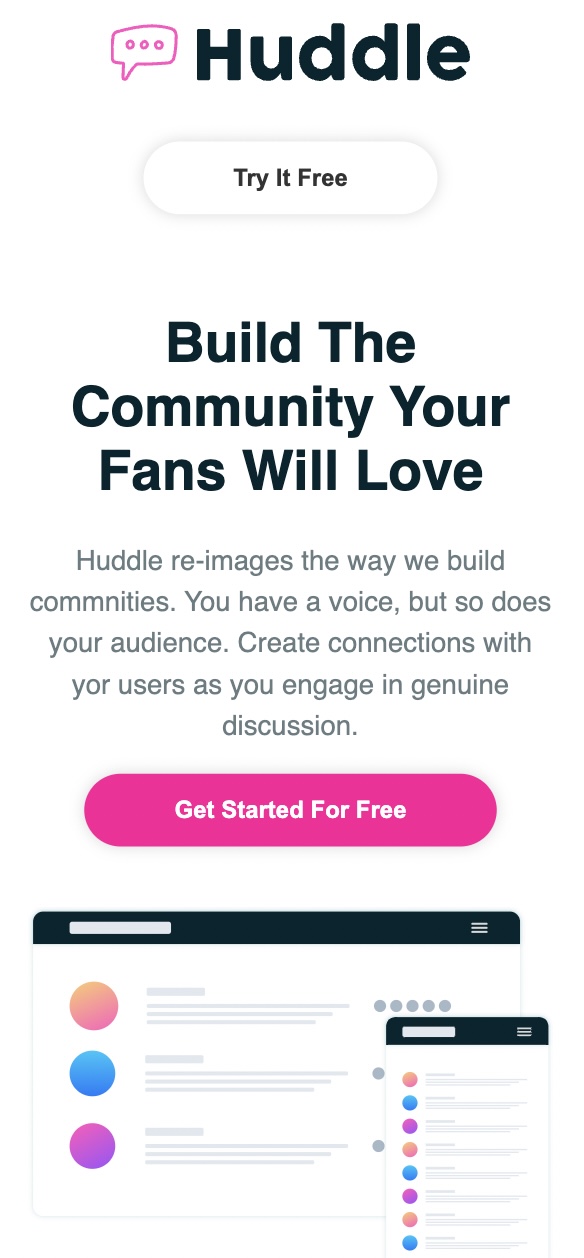 Huddle
Try It Free
Build The
Community Your
Fans Will Love
Huddle re-images the way we build
commnities. You have a voice, but so does
your audience. Create connections with
yor users as you engage in genuine
discussion.
Get Started For Free